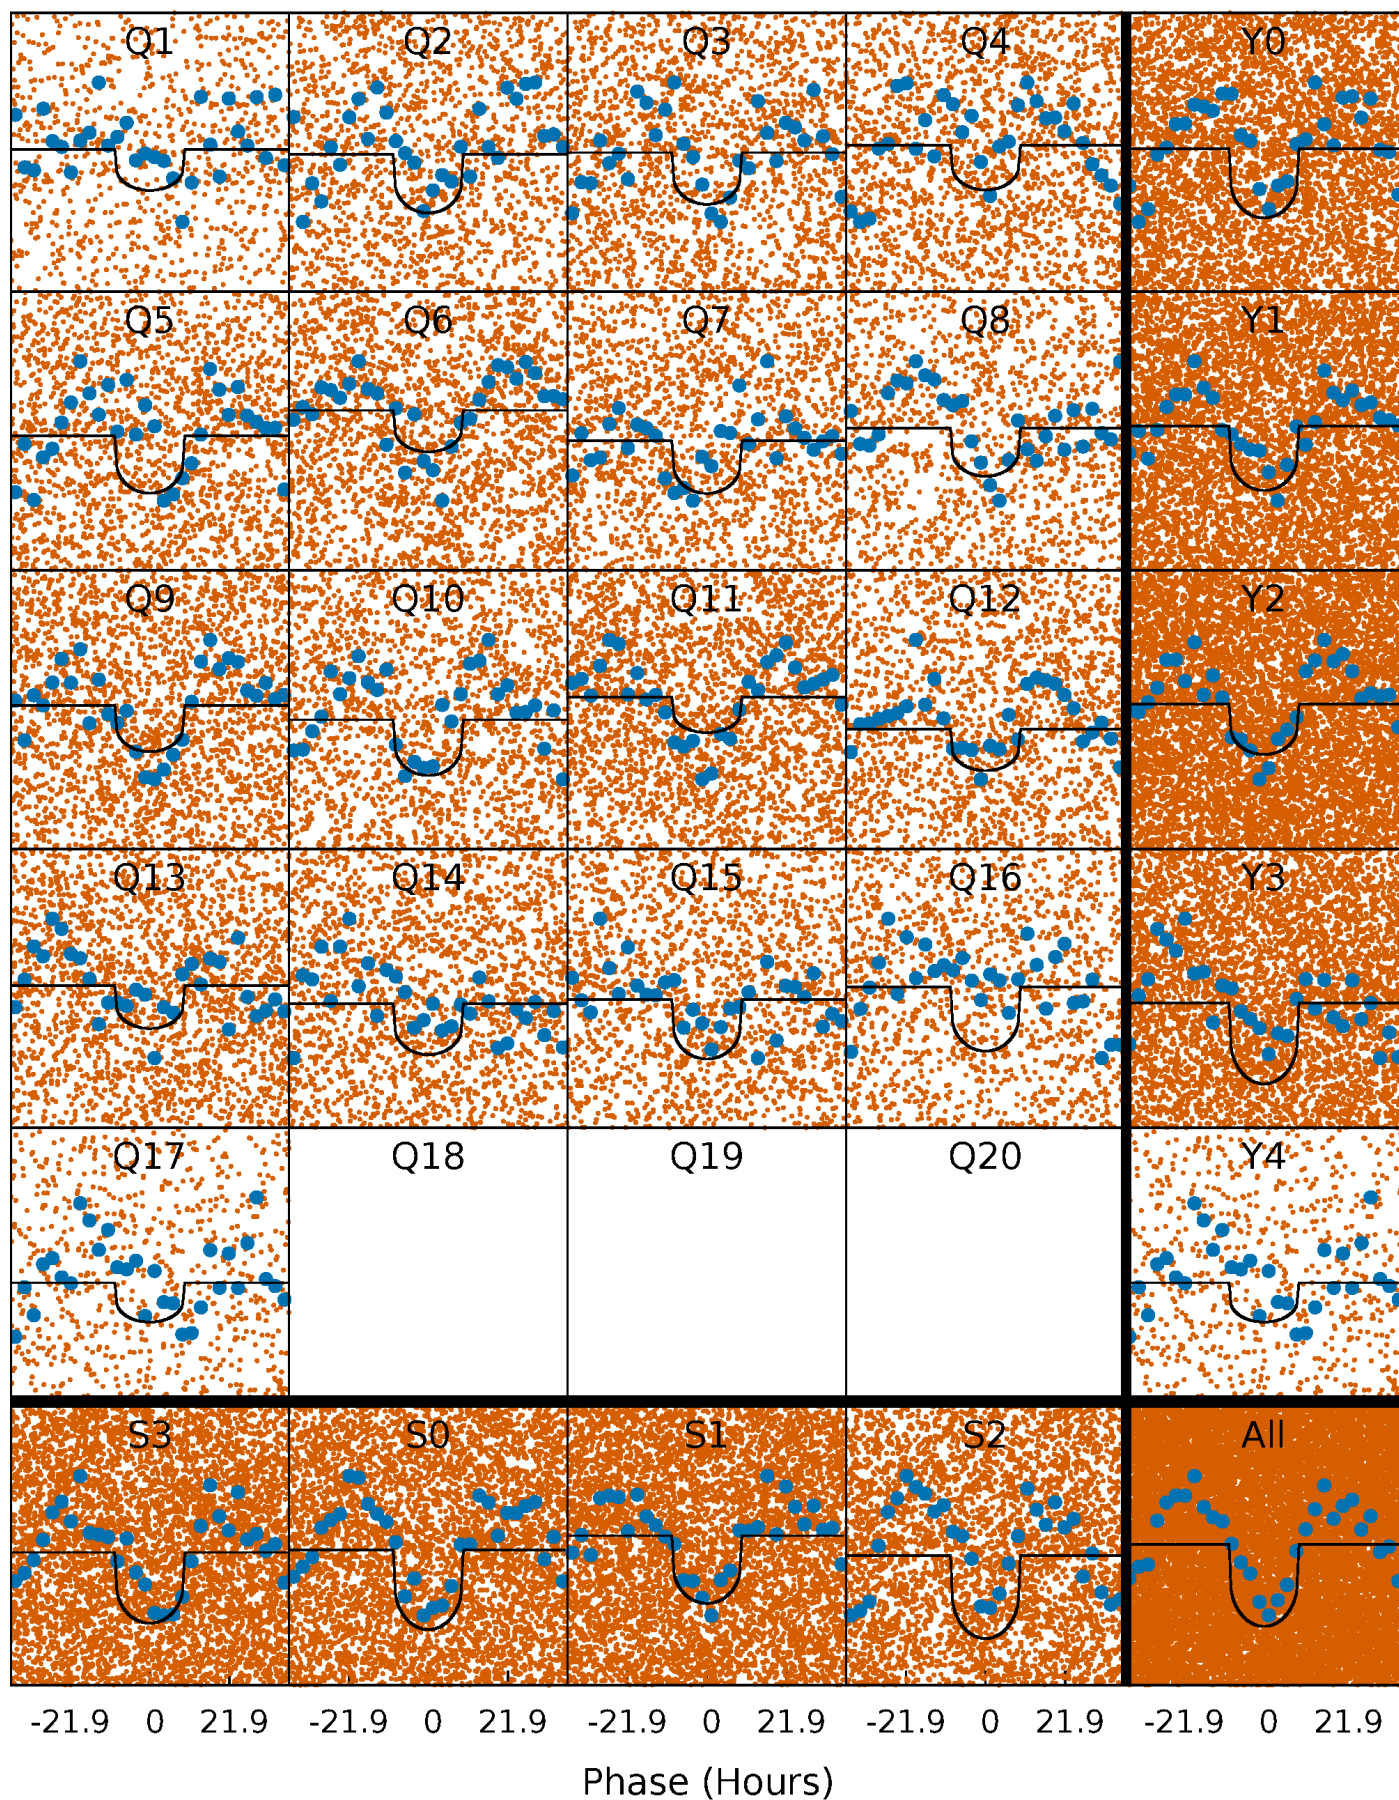 Q1 Q2 Q3 Q4 Y0
Q5 Q6 Q7 Q8 Y1
Q9 Q10 Q11 Q12 Y2
Q13 Q14 Q15 Q16 Y3
Q17 Q18 Q19 Q20 Y4
S3 S0 S1 S2 All
-21.9 0 21.9 -21.9 0 21.9 -21.9 0 21.9 -21.9 0 21.9 -21.9 0 21.9
Phase (Hours)